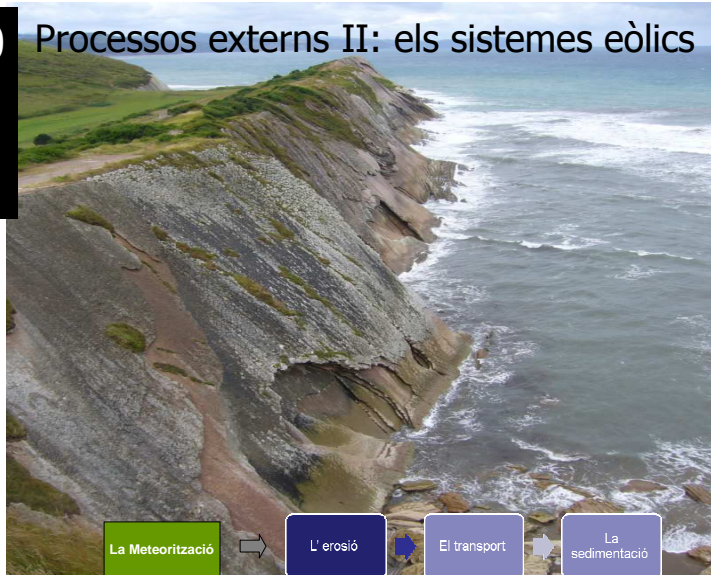 Processos externs II: els sistemes eòlics
La Meteorització
L' erosió
El transport
La
sedimentació